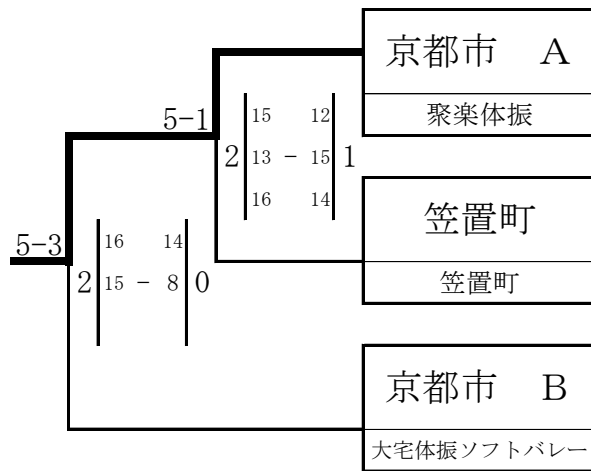 京都市　A
聚楽体振
5-1
15　12
2　13 - 15　1
16　14
笠置町
笠置町
5-3
16　14
2　15 - 8　0
京都市　B
大宅体振ソフトバレー